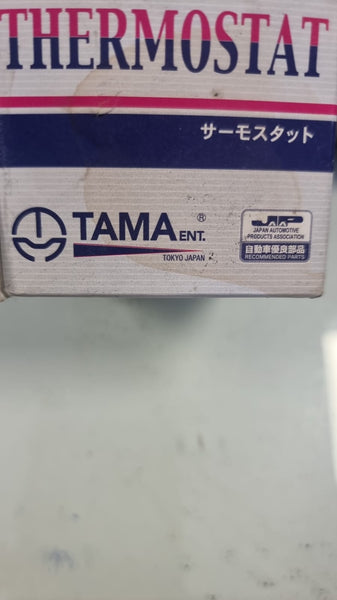 THERMOSTAT
サーモスタット
TAMA ENT. ®
TOKYO JAPAN
JAPAN AUTOMOTIVE
PRODUCTS ASSOCIATION
自動車優良部品
RECOMMENDED PARTS